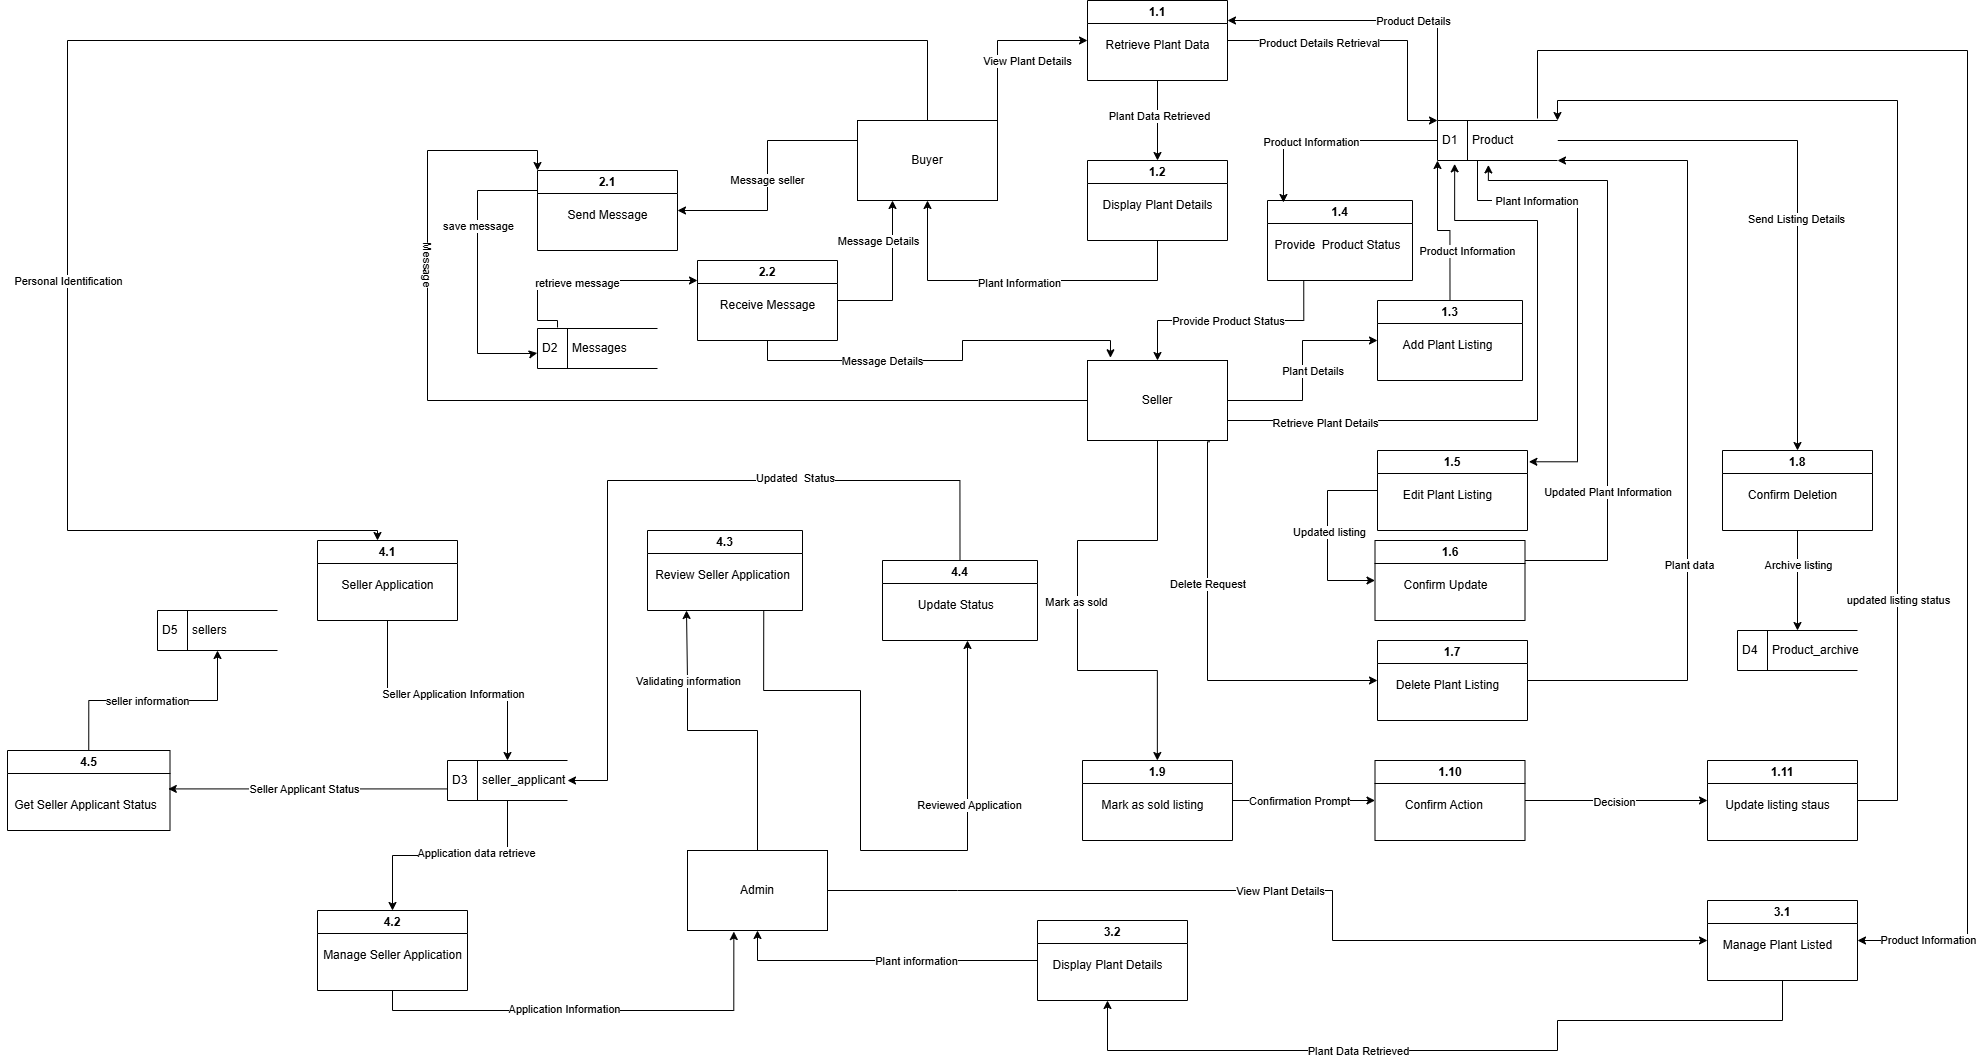 1.1
Product Details
Retrieve Plant Data
Product Details Retrieval
View Plant Details
Plant Data Retrieved
D1
Product
Product Information
Buyer
1.2
Message seller
2.1
Display Plant Details
Plant Information
Send Message
1.4
Send Listing Details
save message
Message
Message Details
Provide  Product Status
Product Information
2.2
Personal Identification
retrieve message
Plant Information
Receive Message
1.3
Provide Product Status
Add Plant Listing
D2
Messages
Message Details
Plant Details
Seller
Retrieve Plant Details
1.5
1.8
Updated  Status
Edit Plant Listing
Updated Plant Information
Confirm Deletion
Updated listing
4.3
4.1
1.6
4.4
Review Seller Application
Plant data
Archive listing
Seller Application
Delete Request
Confirm Update
Update Status
Mark as sold
updated listing status
D5
sellers
1.7
D4
Product_archive
Validating information
Delete Plant Listing
Seller Application Information
seller information
4.5
1.9
1.10
1.11
D3
seller_applicant
Seller Applicant Status
Get Seller Applicant Status
Reviewed Application
Mark as sold listing
Confirmation Prompt
Confirm Action
Decision
Update listing staus
Application data retrieve
Admin
View Plant Details
4.2
3.1
3.2
Manage Seller Application
Manage Plant Listed
Product Information
Plant information
Display Plant Details
Application Information
Plant Data Retrieved